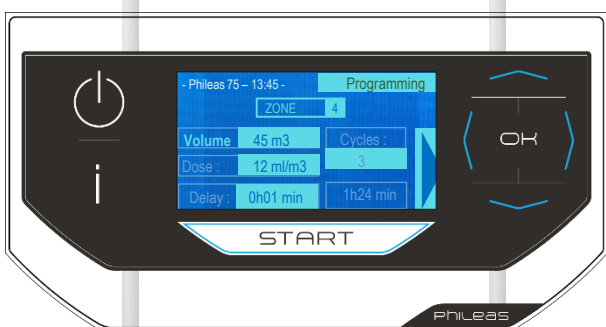 - Phileas 75 – 13:45 -
Programming
ZONE 4
Volume 45 m3
Cycles :
3
Dose : 12 ml/m3
Delay : 0h01 min
1h24 min
i
OK
START
PHILEAS